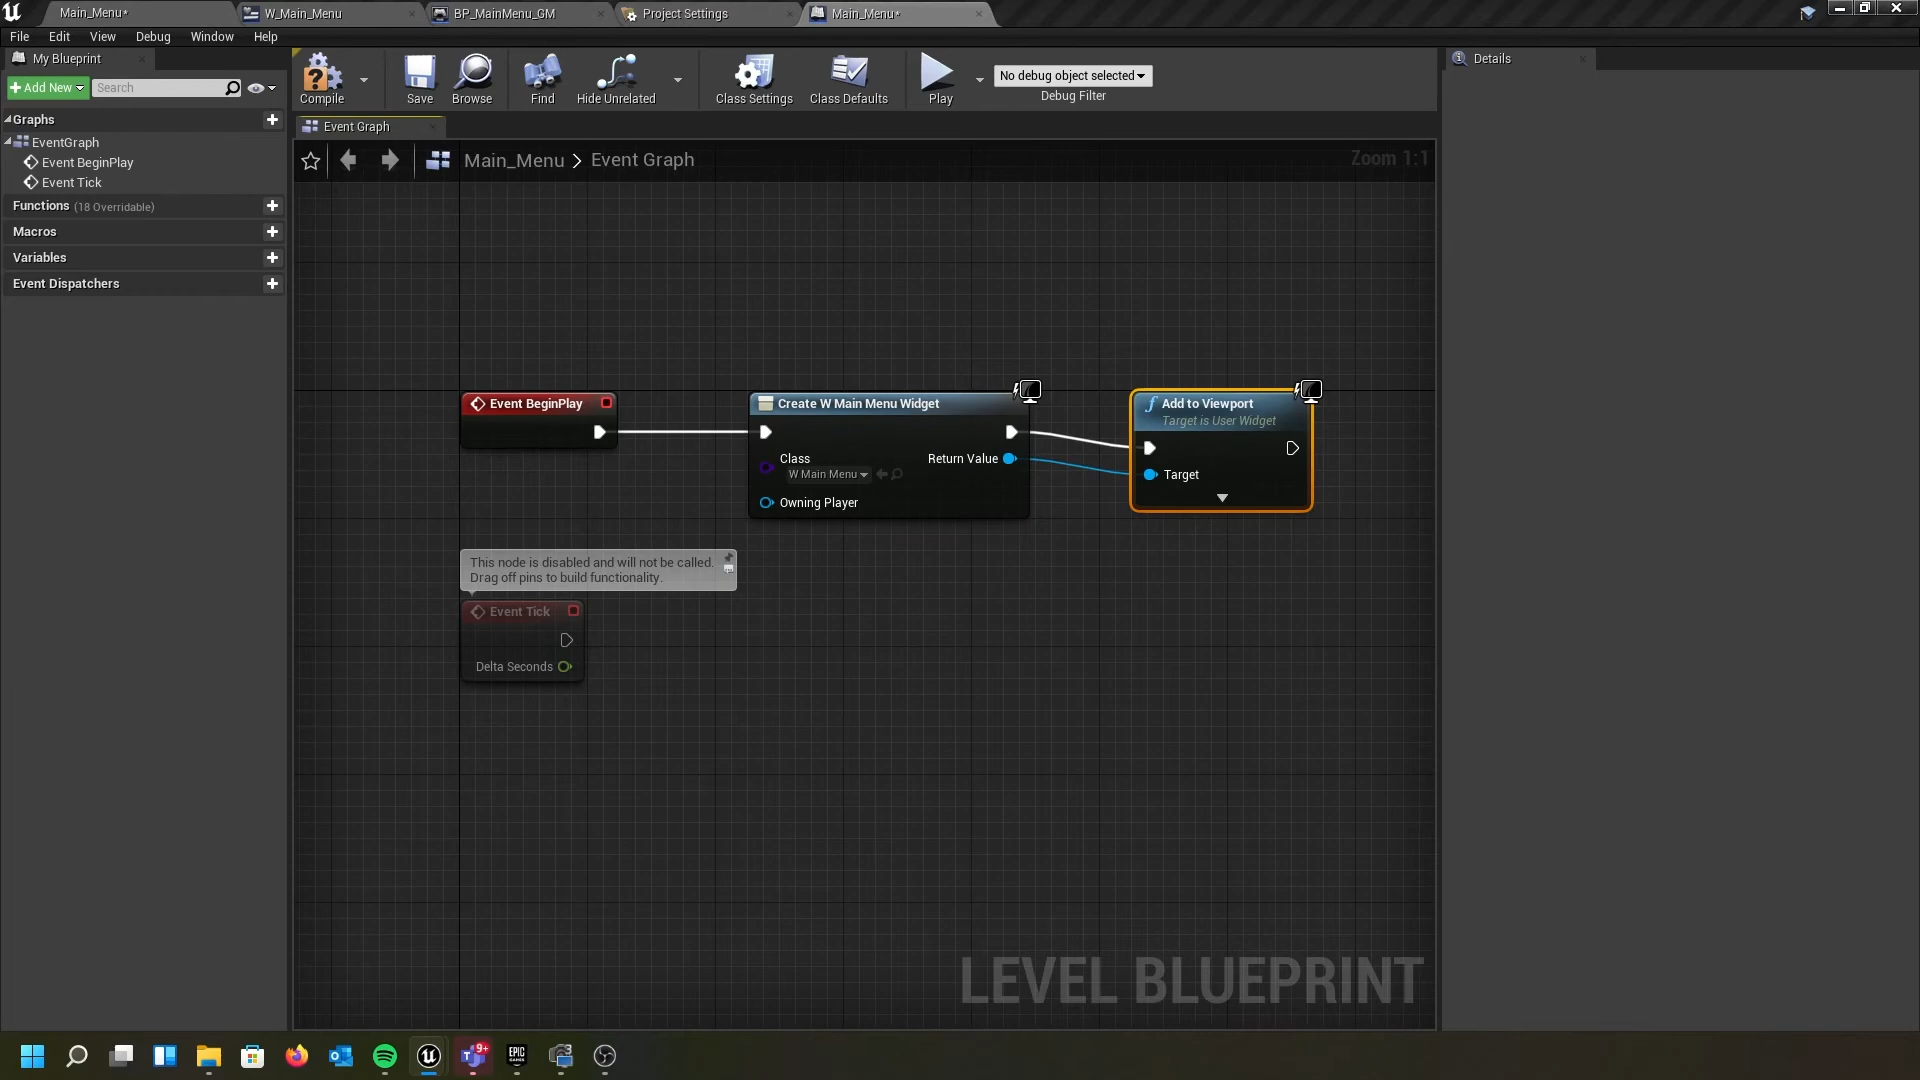 Main_Menu*
W_Main_Menu
BP_MainMenu_GM
Project Settings
Main_Menu*
File Edit View Debug Window Help
My Blueprint
Add New
Search
Graphs
EventGraph
Event BeginPlay
Event Tick
Functions (18 Overridable)
Macros
Variables
Event Dispatchers
Compile
Save
Browse
Find
Hide Unrelated
Class Settings
Class Defaults
Play
No debug object selected
Debug Filter
Details
Event Graph
Main_Menu > Event Graph
Zoom 1:1
Event BeginPlay
Create W Main Menu Widget
Class
W Main Menu
Return Value
Owning Player
Add to Viewport
Target is User Widget
Target
This node is disabled and will not be called.
Drag off pins to build functionality.
Event Tick
Delta Seconds
LEVEL BLUEPRINT
9+
EPIC
GAMES